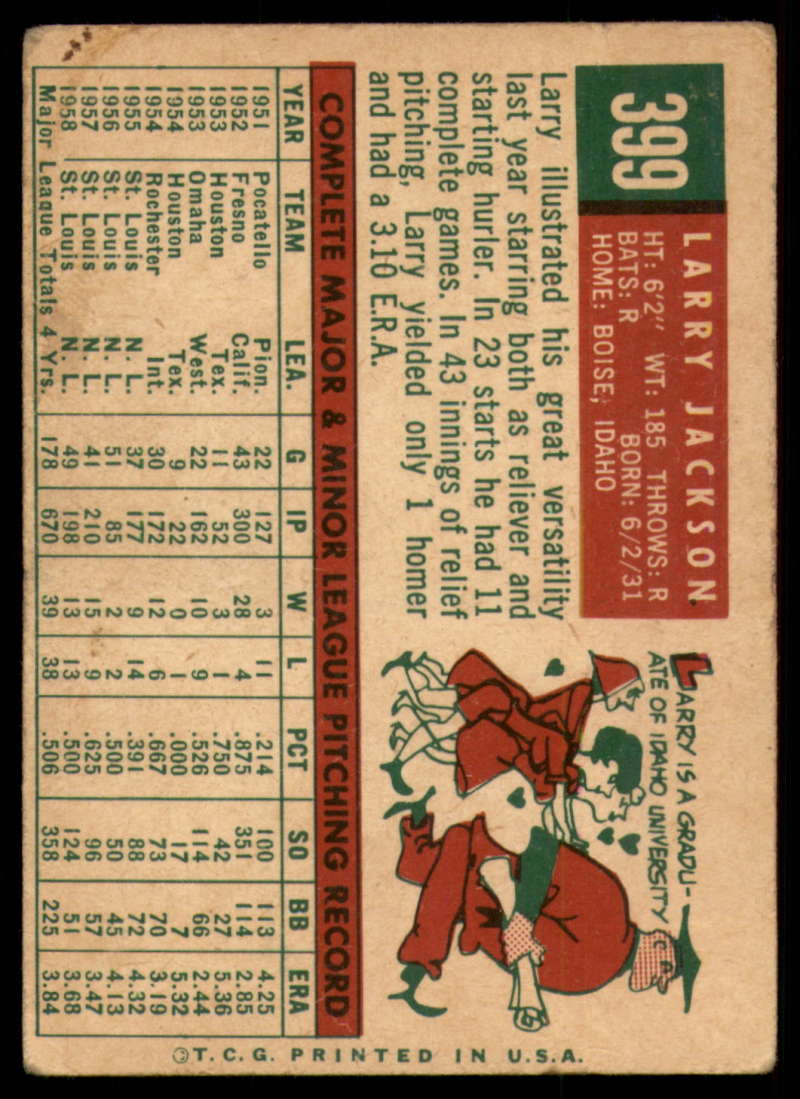 399
LARRY JACKSON
HT: 6'2" WT: 185 THROWS: R
BATS: R BORN: 6/2/31
HOME: BOISE, IDAHO
Larry illustrated his great versatility
last year starring both as reliever and
starting hurler. In 23 starts he had 11
complete games. In 43 innings of relief
pitching, Larry yielded only 1 homer
and had a 3.10 E.R.A.
LARRY IS A GRADU-
ATE OF IDAHO UNIVERSITY
COMPLETE MAJOR & MINOR LEAGUE PITCHING RECORD
YEAR TEAM LEA. G IP W L PCT SO BB ERA
1951 Pocatello Pion. 22 127 3 11 .214 100 113 4.25
1952 Fresno Calif. 43 300 28 4 .875 351 114 2.85
1953 Houston Tex. 11 52 3 1 .750 42 27 5.36
1953 Omaha West. 22 162 10 9 .526 114 66 2.44
1954 Houston Tex. 9 22 0 1 .000 17 7 5.32
1954 Rochester Int. 30 172 12 6 .667 73 70 3.19
1955 St. Louis N. L. 37 177 9 14 .391 88 72 4.32
1956 St. Louis N. L. 51 85 2 2 .500 50 45 4.13
1957 St. Louis N. L. 41 210 15 9 .625 96 57 3.47
1958 St. Louis N. L. 49 198 13 13 .500 124 51 3.68
Major League Totals 4 Yrs. 178 670 39 38 .506 358 225 3.84
©T.C.G. PRINTED IN U.S.A.